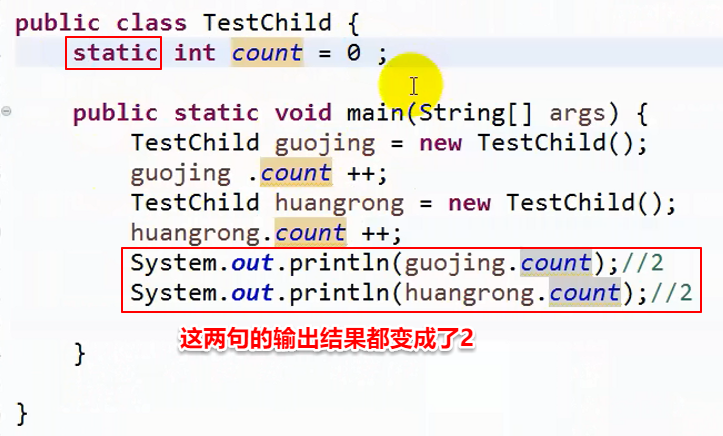 public class TestChild {
static int count = 0 ;
public static void main(String[] args) {
TestChild guojing = new TestChild();
guojing .count ++;
TestChild huangrong = new TestChild();
huangrong.count ++;
System.out.println(guojing.count);//2
System.out.println(huangrong.count);//2
这两句的输出结果都变成了2
}
}